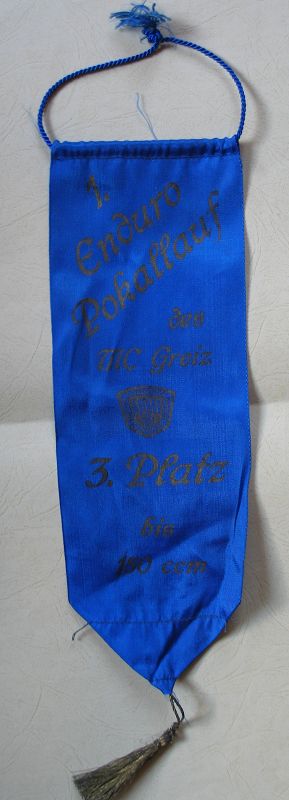 1.
Enduro
Pokallauf
des
MC Greiz
3. Platz
bis
150 ccm